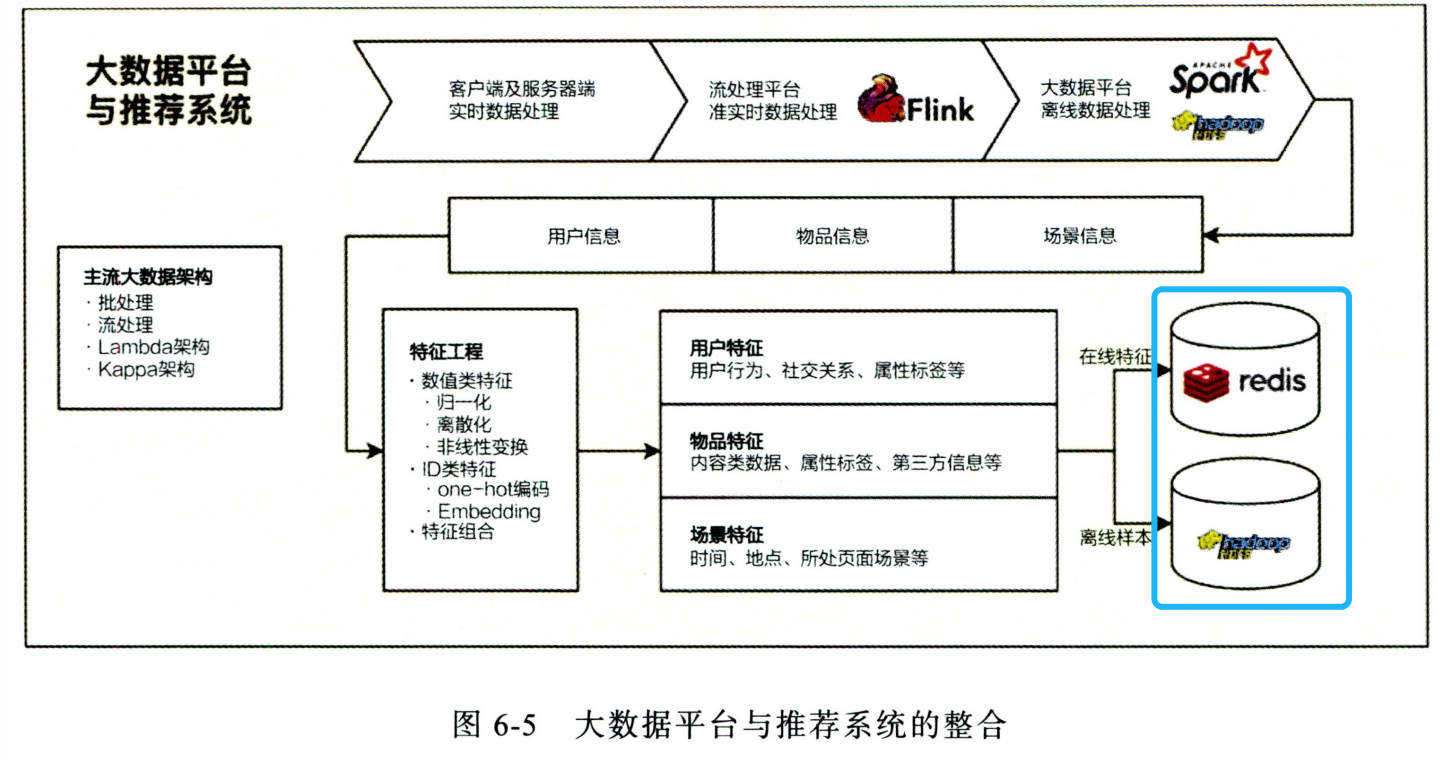 大数据平台
与推荐系统
客户端及服务器端
实时数据处理
流处理平台
准实时数据处理
Flink
大数据平台
离线数据处理
APACHE
Spark
hadoop
用户信息
物品信息
场景信息
主流大数据架构
· 批处理
· 流处理
· Lambda架构
· Kappa架构
特征工程
· 数值类特征
· 归一化
· 离散化
· 非线性变换
· ID类特征
· one-hot编码
· Embedding
· 特征组合
用户特征
用户行为、社交关系、属性标签等
物品特征
内容类数据、属性标签、第三方信息等
场景特征
时间、地点、所处页面场景等
在线特征
redis
离线样本
hadoop
图 6-5 大数据平台与推荐系统的整合